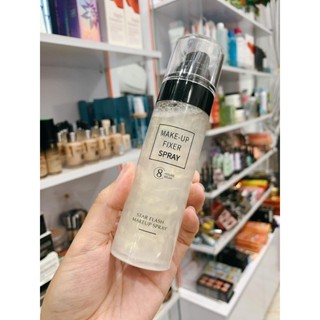 MAKE-UP
FIXER
SPRAY
8
STAR FLASH
MAKEUP SPRAY